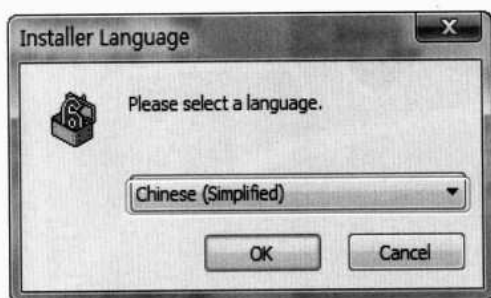 Installer Language
Please select a language.
Chinese (Simplified)
OK
Cancel